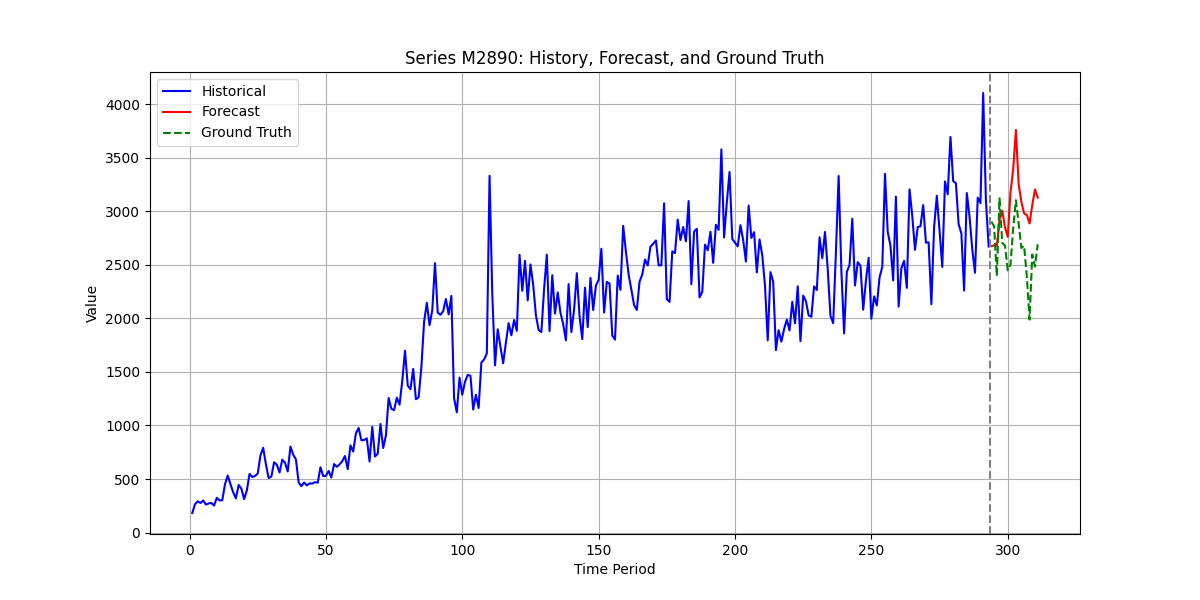 Series M2890: History, Forecast, and Ground Truth
Historical
Forecast
Ground Truth
Value
4000
3500
3000
2500
2000
1500
1000
500
0
0 50 100 150 200 250 300
Time Period